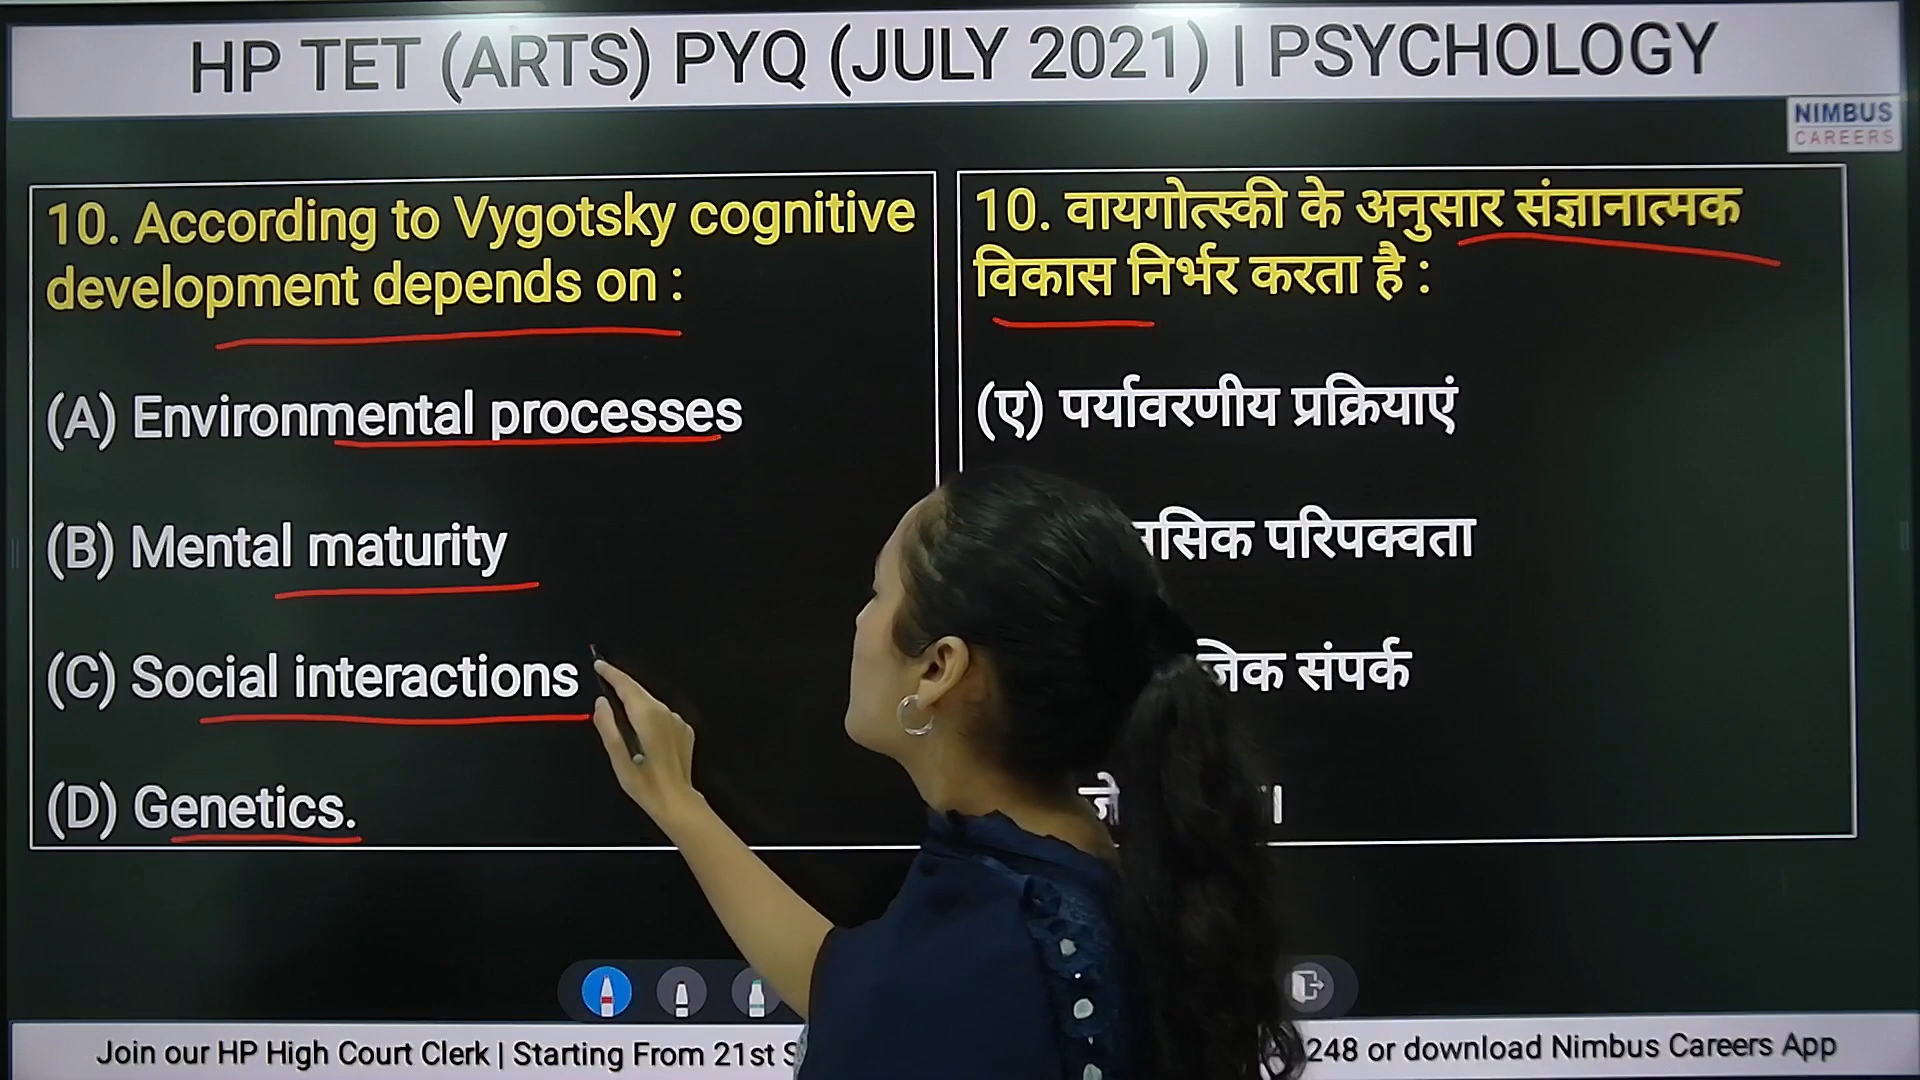 HP TET (ARTS) PYQ (JULY 2021) | PSYCHOLOGY
NIMBUS
CAREERS
10. According to Vygotsky cognitive
development depends on :
(A) Environmental processes
(B) Mental maturity
(C) Social interactions
(D) Genetics.
10. वायगोत्स्की के अनुसार संज्ञानात्मक
विकास निर्भर करता है :
(ए) पर्यावरणीय प्रक्रियाएं
परिपक्वता
संपर्क
Join our HP High Court Clerk | Starting From 21st
248 or download Nimbus Careers App